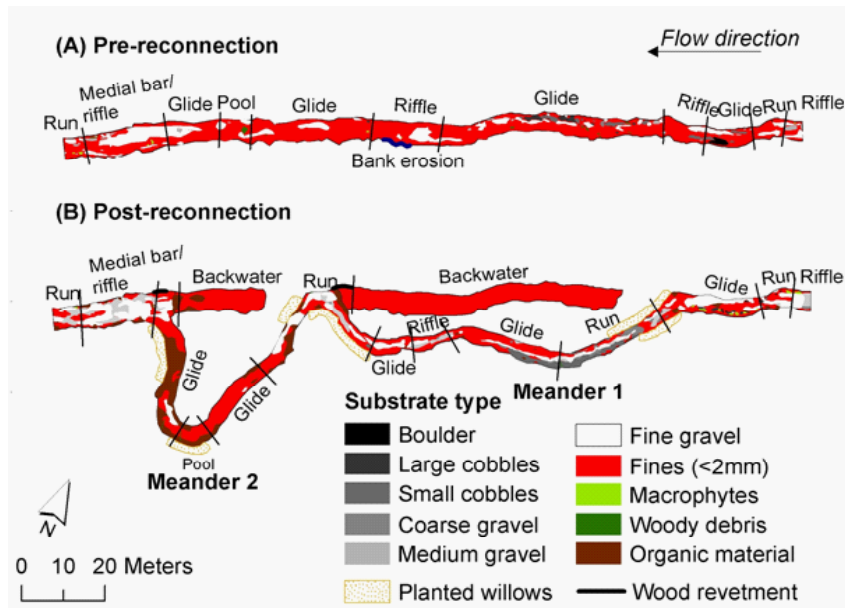 (A) Pre-reconnection
Flow direction
Medial bar/
riffle
Run
Glide
Pool
Glide
Riffle
Glide
Riffle
Glide
Run
Riffle
Bank erosion
(B) Post-reconnection
Medial bar/
riffle
Run
Backwater
Run
Backwater
Glide
Run
Riffle
Glide
Glide
Pool
Meander 2
Glide
Riffle
Glide
Run
Meander 1
Substrate type
Boulder
Large cobbles
Small cobbles
Coarse gravel
Medium gravel
Planted willows
Fine gravel
Fines (<2mm)
Macrophytes
Woody debris
Organic material
Wood revetment
N
0 10 20 Meters